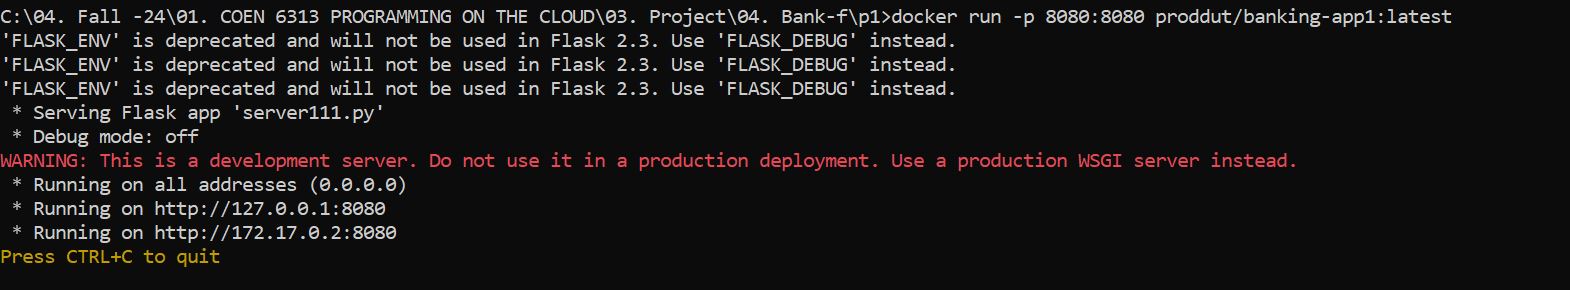 C:\04. Fall -24\01. COEN 6313 PROGRAMMING ON THE CLOUD\03. Project\04. Bank-f\p1>docker run -p 8080:8080 proddut/banking-app1:latest
'FLASK_ENV' is deprecated and will not be used in Flask 2.3. Use 'FLASK_DEBUG' instead.
'FLASK_ENV' is deprecated and will not be used in Flask 2.3. Use 'FLASK_DEBUG' instead.
'FLASK_ENV' is deprecated and will not be used in Flask 2.3. Use 'FLASK_DEBUG' instead.
 * Serving Flask app 'server111.py'
 * Debug mode: off
WARNING: This is a development server. Do not use it in a production deployment. Use a production WSGI server instead.
 * Running on all addresses (0.0.0.0)
 * Running on http://127.0.0.1:8080
 * Running on http://172.17.0.2:8080
Press CTRL+C to quit